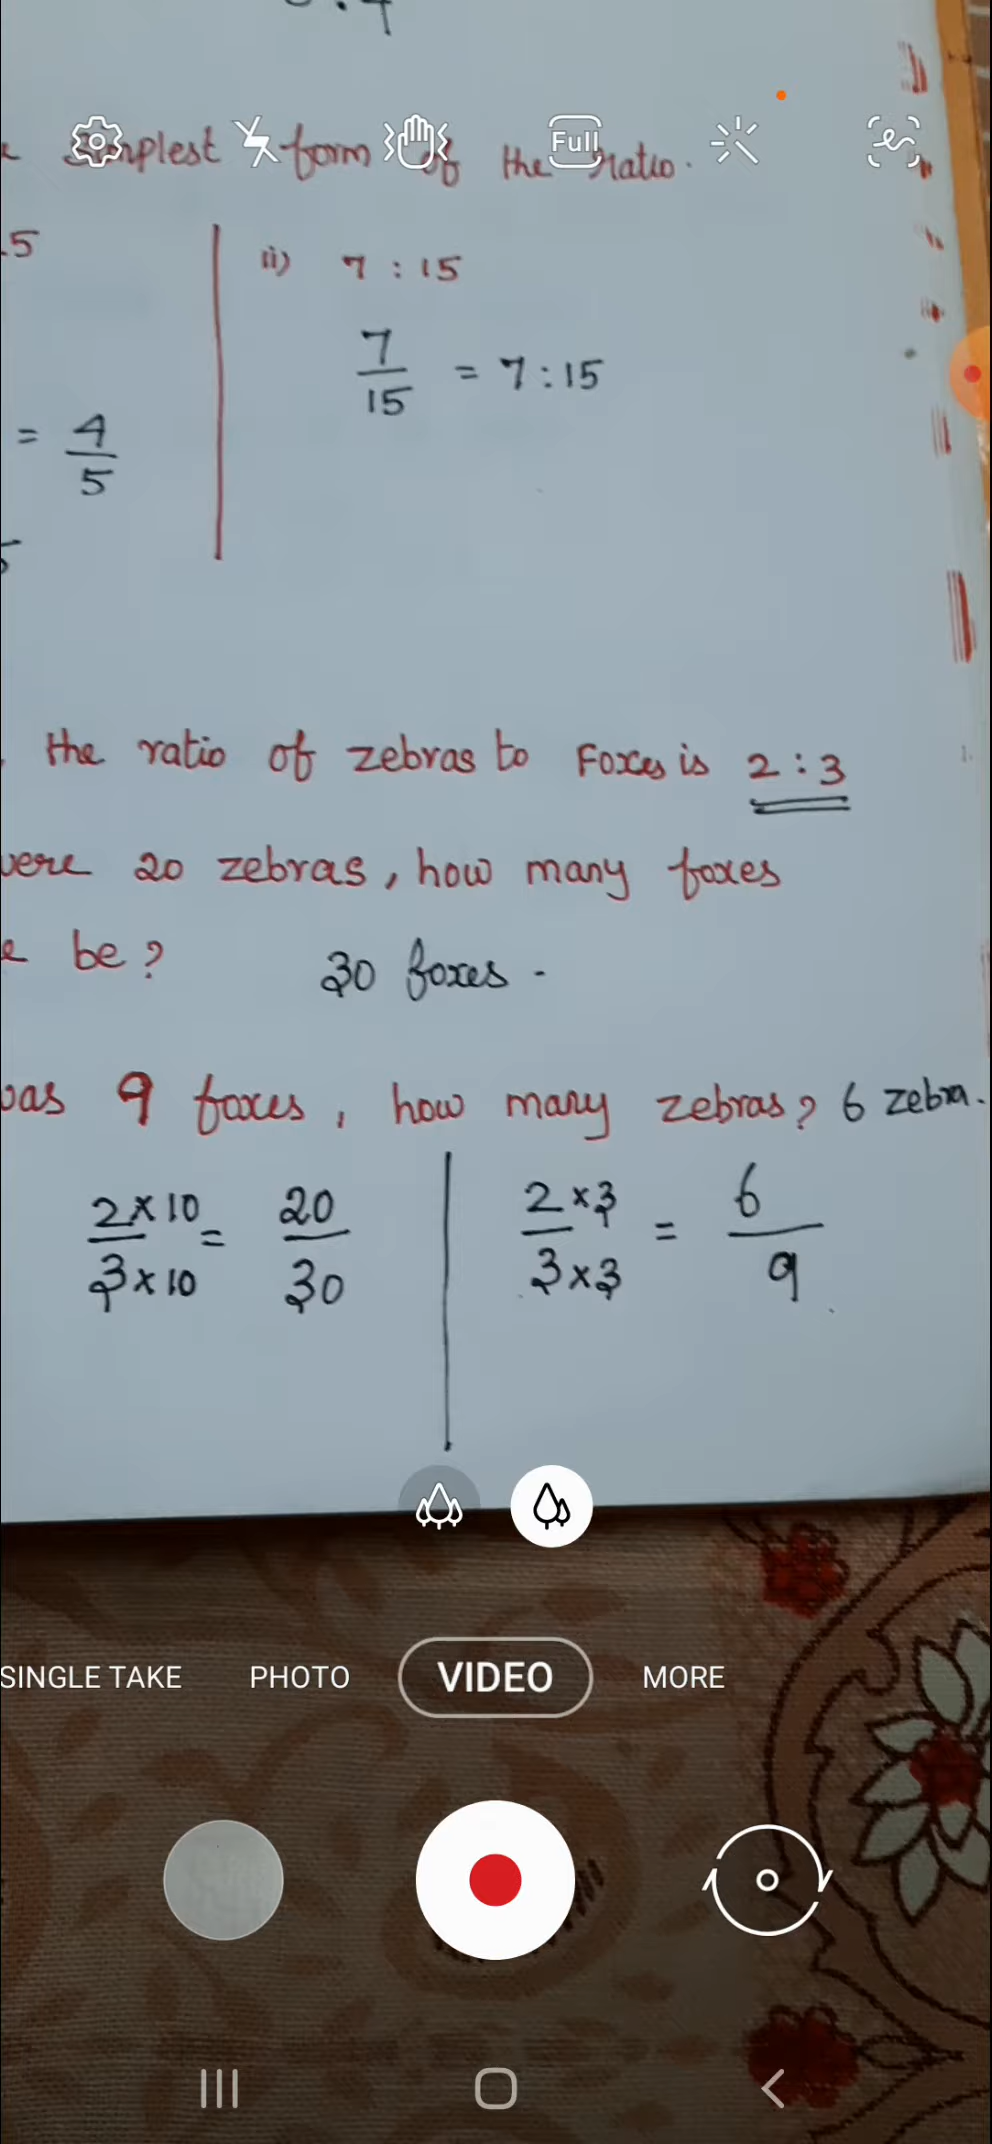 simplest form of the ratio.
Full
.5
ii) 7 : 15
7
15
= 7:15
= 4
5
5
the ratio of zebras to Foxes is 2:3
were 20 zebras, how many foxes
be? 30 foxes.
was 9 foxes, how many zebras? 6 zebra.
2×10
3×10
= 20
30
2×3
3×3
= 6
9
SINGLE TAKE PHOTO VIDEO MORE